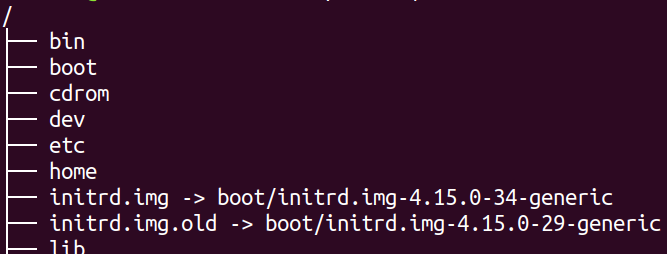 /
├── bin
├── boot
├── cdrom
├── dev
├── etc
├── home
├── initrd.img -> boot/initrd.img-4.15.0-34-generic
├── initrd.img.old -> boot/initrd.img-4.15.0-29-generic
├── lib